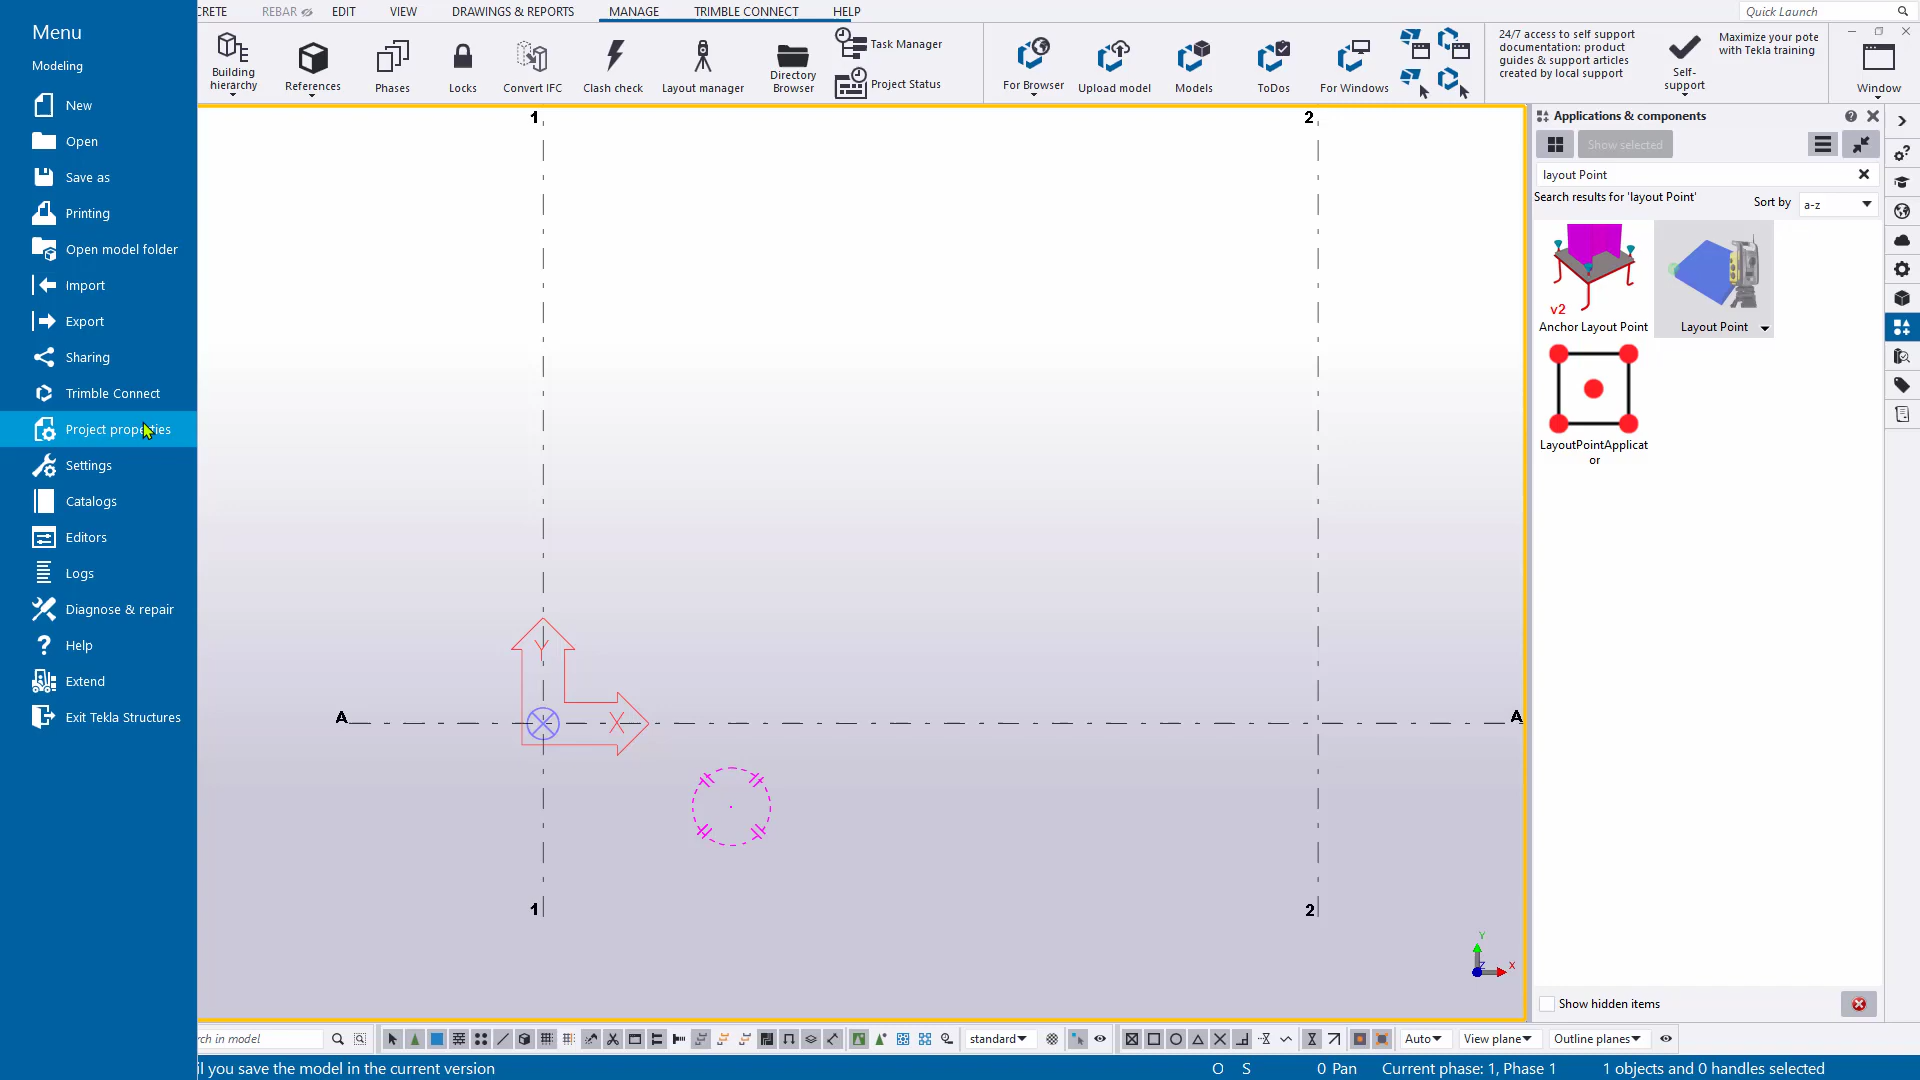 Menu
Modeling
New
Open
Save as
Printing
Open model folder
Import
Export
Sharing
Trimble Connect
Project properties
Settings
Catalogs
Editors
Logs
Diagnose & repair
Help
Extend
Exit Tekla Structures
CRETE
REBAR
EDIT
VIEW
DRAWINGS & REPORTS
MANAGE
TRIMBLE CONNECT
HELP
Quick Launch
Building
hierarchy
References
Phases
Locks
Convert IFC
Clash check
Layout manager
Directory
Browser
Task Manager
Project Status
For Browser
Upload model
Models
ToDos
For Windows
24/7 access to self support
documentation: product
guides & support articles
created by local support
Self-
support
Maximize your pote
with Tekla training
Window
1
2
A
A
Y
X
1
2
Y
Z
X
Applications & components
Show selected
layout Point
Search results for 'layout Point'
Sort by
a-z
v2
Anchor Layout Point
Layout Point
LayoutPointApplicat
or
Show hidden items
rch in model
standard
Auto
View plane
Outline planes
il you save the model in the current version
O S
0 Pan
Current phase: 1, Phase 1
1 objects and 0 handles selected